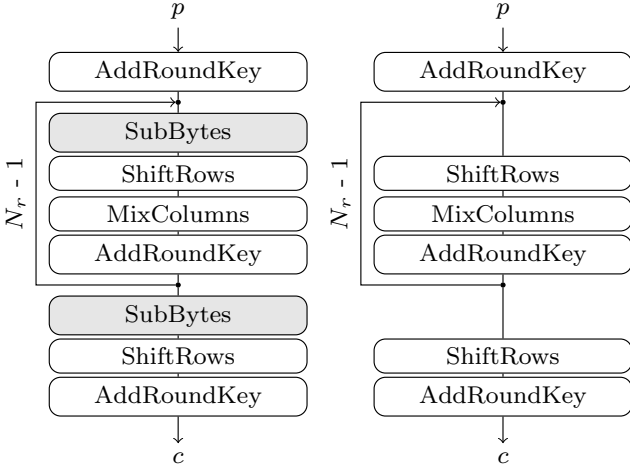 p
AddRoundKey
SubBytes
ShiftRows
MixColumns
AddRoundKey
N_r - 1
SubBytes
ShiftRows
AddRoundKey
c
p
AddRoundKey
ShiftRows
MixColumns
AddRoundKey
N_r - 1
ShiftRows
AddRoundKey
c